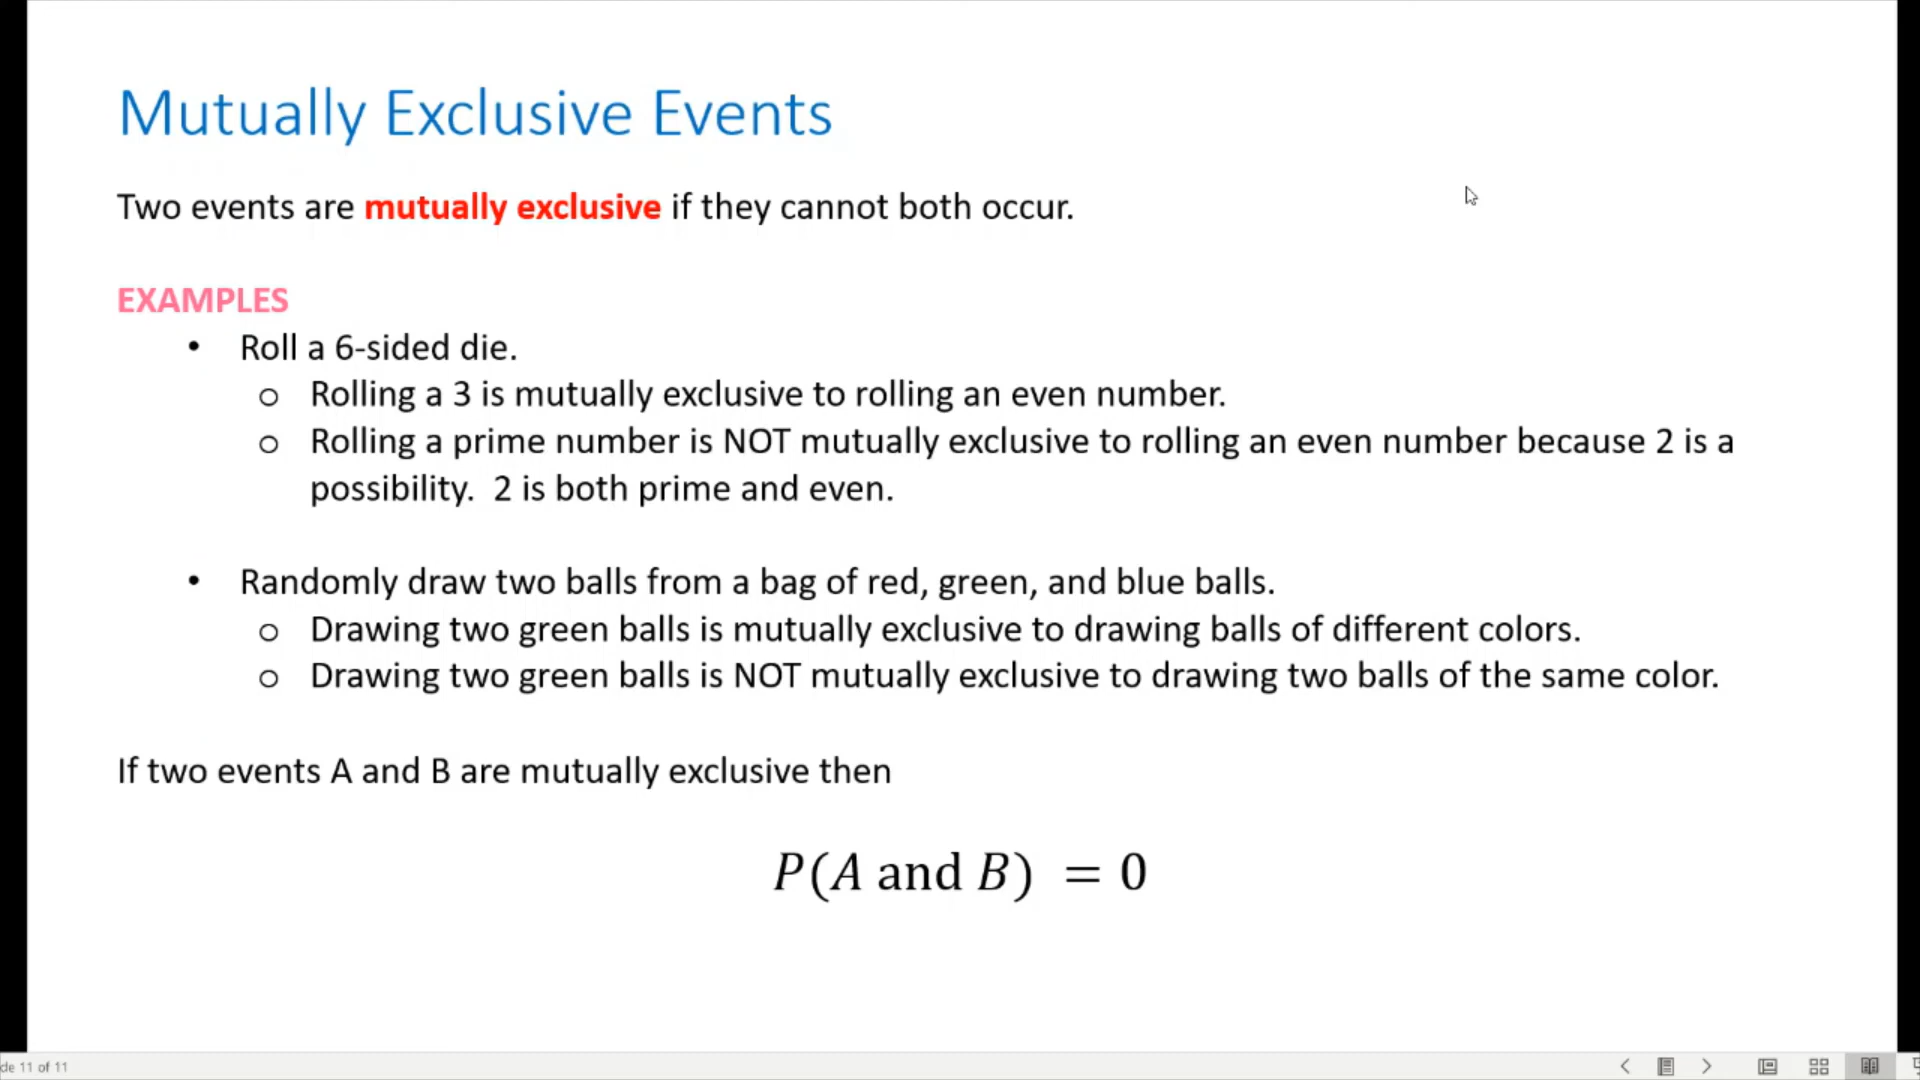 Mutually Exclusive Events
Two events are mutually exclusive if they cannot both occur.
EXAMPLES
• Roll a 6-sided die.
o Rolling a 3 is mutually exclusive to rolling an even number.
o Rolling a prime number is NOT mutually exclusive to rolling an even number because 2 is a
possibility. 2 is both prime and even.
• Randomly draw two balls from a bag of red, green, and blue balls.
o Drawing two green balls is mutually exclusive to drawing balls of different colors.
o Drawing two green balls is NOT mutually exclusive to drawing two balls of the same color.
If two events A and B are mutually exclusive then
P(A and B) = 0
de 11 of 11